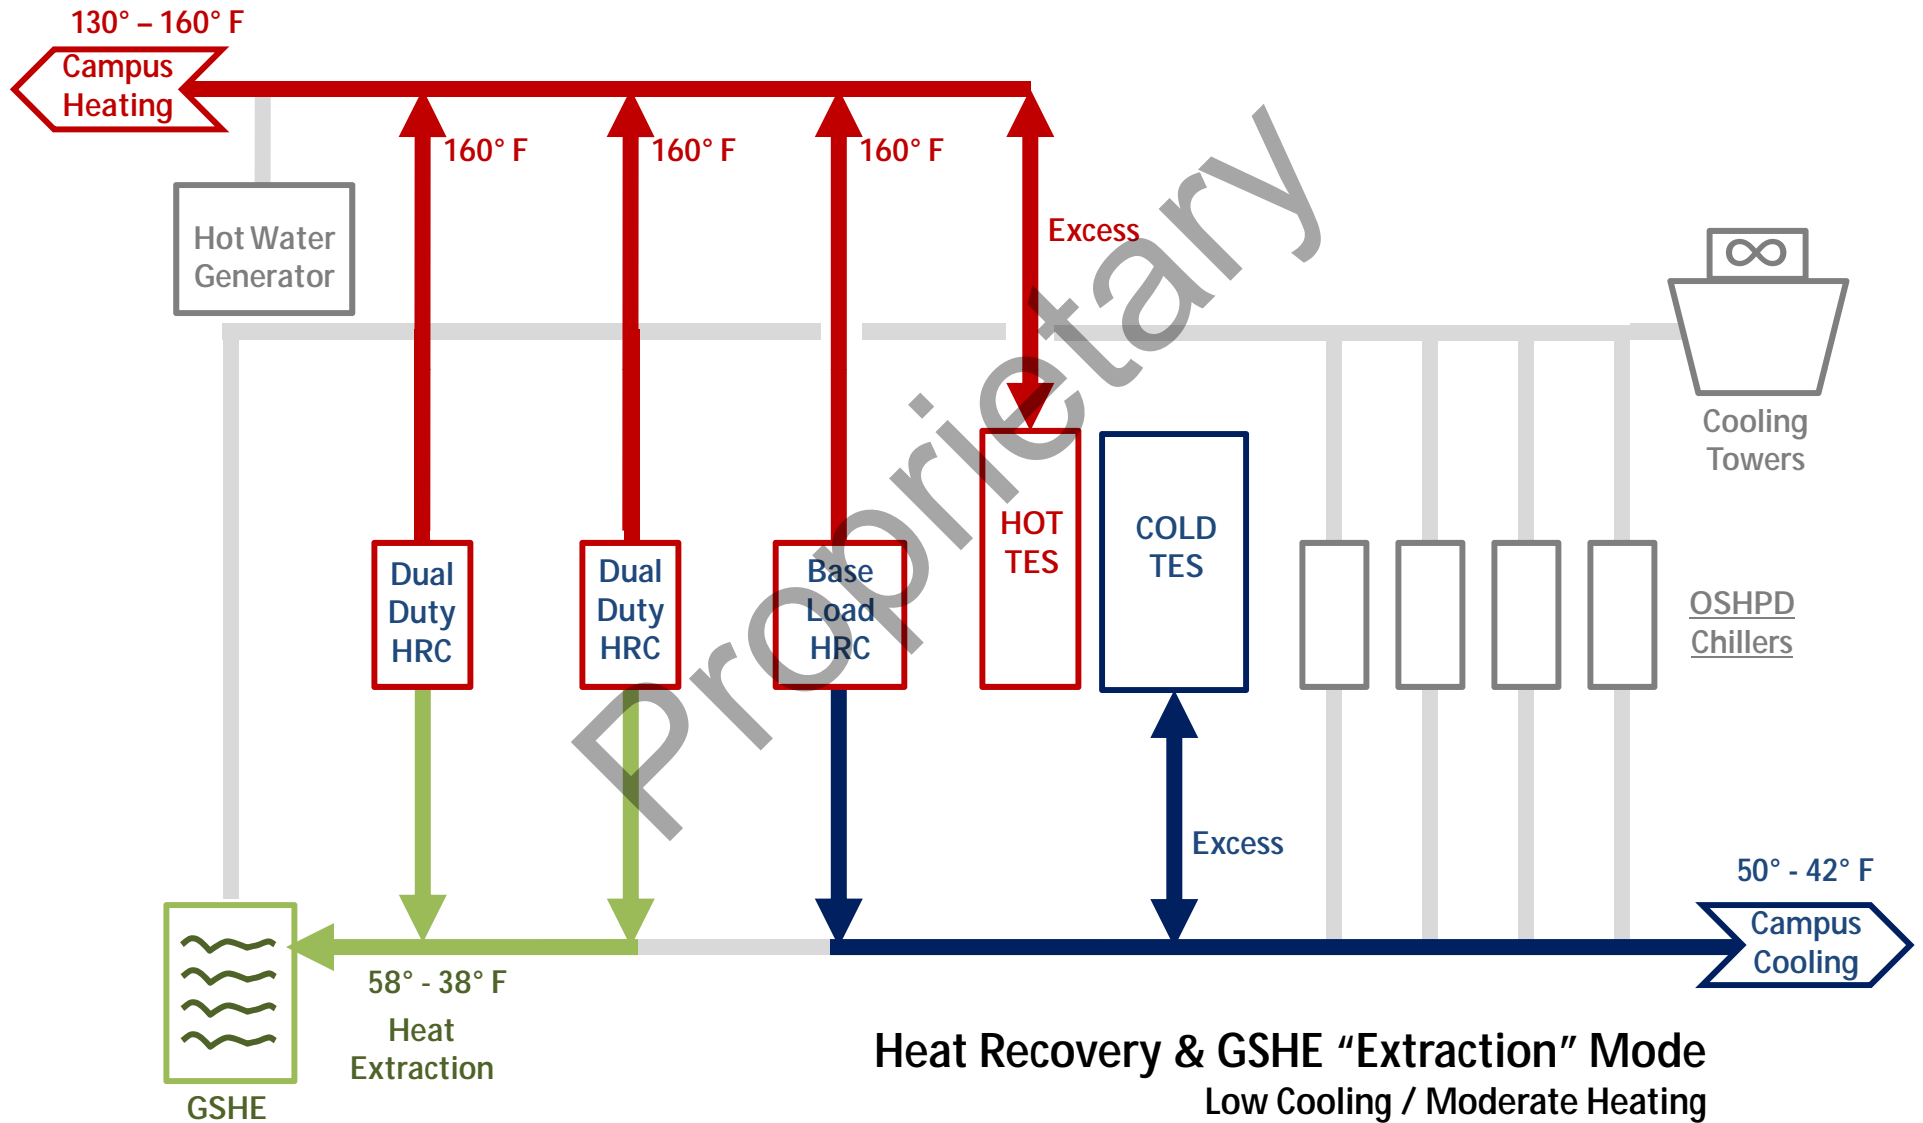 130° – 160° F
Campus
Heating
160° F
160° F
160° F
Excess
Hot Water
Generator
Cooling
Towers
Dual
Duty
HRC
Dual
Duty
HRC
Base
Load
HRC
HOT
TES
COLD
TES
OSHPD
Chillers
Proprietary
Excess
50° - 42° F
Campus
Cooling
58° - 38° F
Heat
Extraction
GSHE
Heat Recovery & GSHE “Extraction” Mode
Low Cooling / Moderate Heating